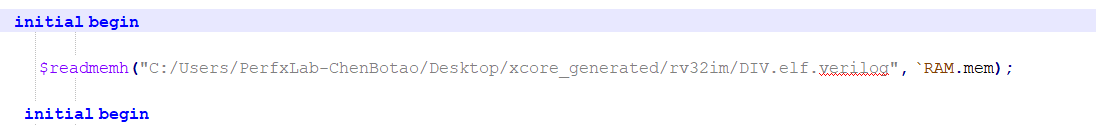 initial begin
$readmemh("C:/Users/PerfxLab-ChenBotao/Desktop/xcore_generated/rv32im/DIV.elf.verilog", `RAM.mem);
initial begin